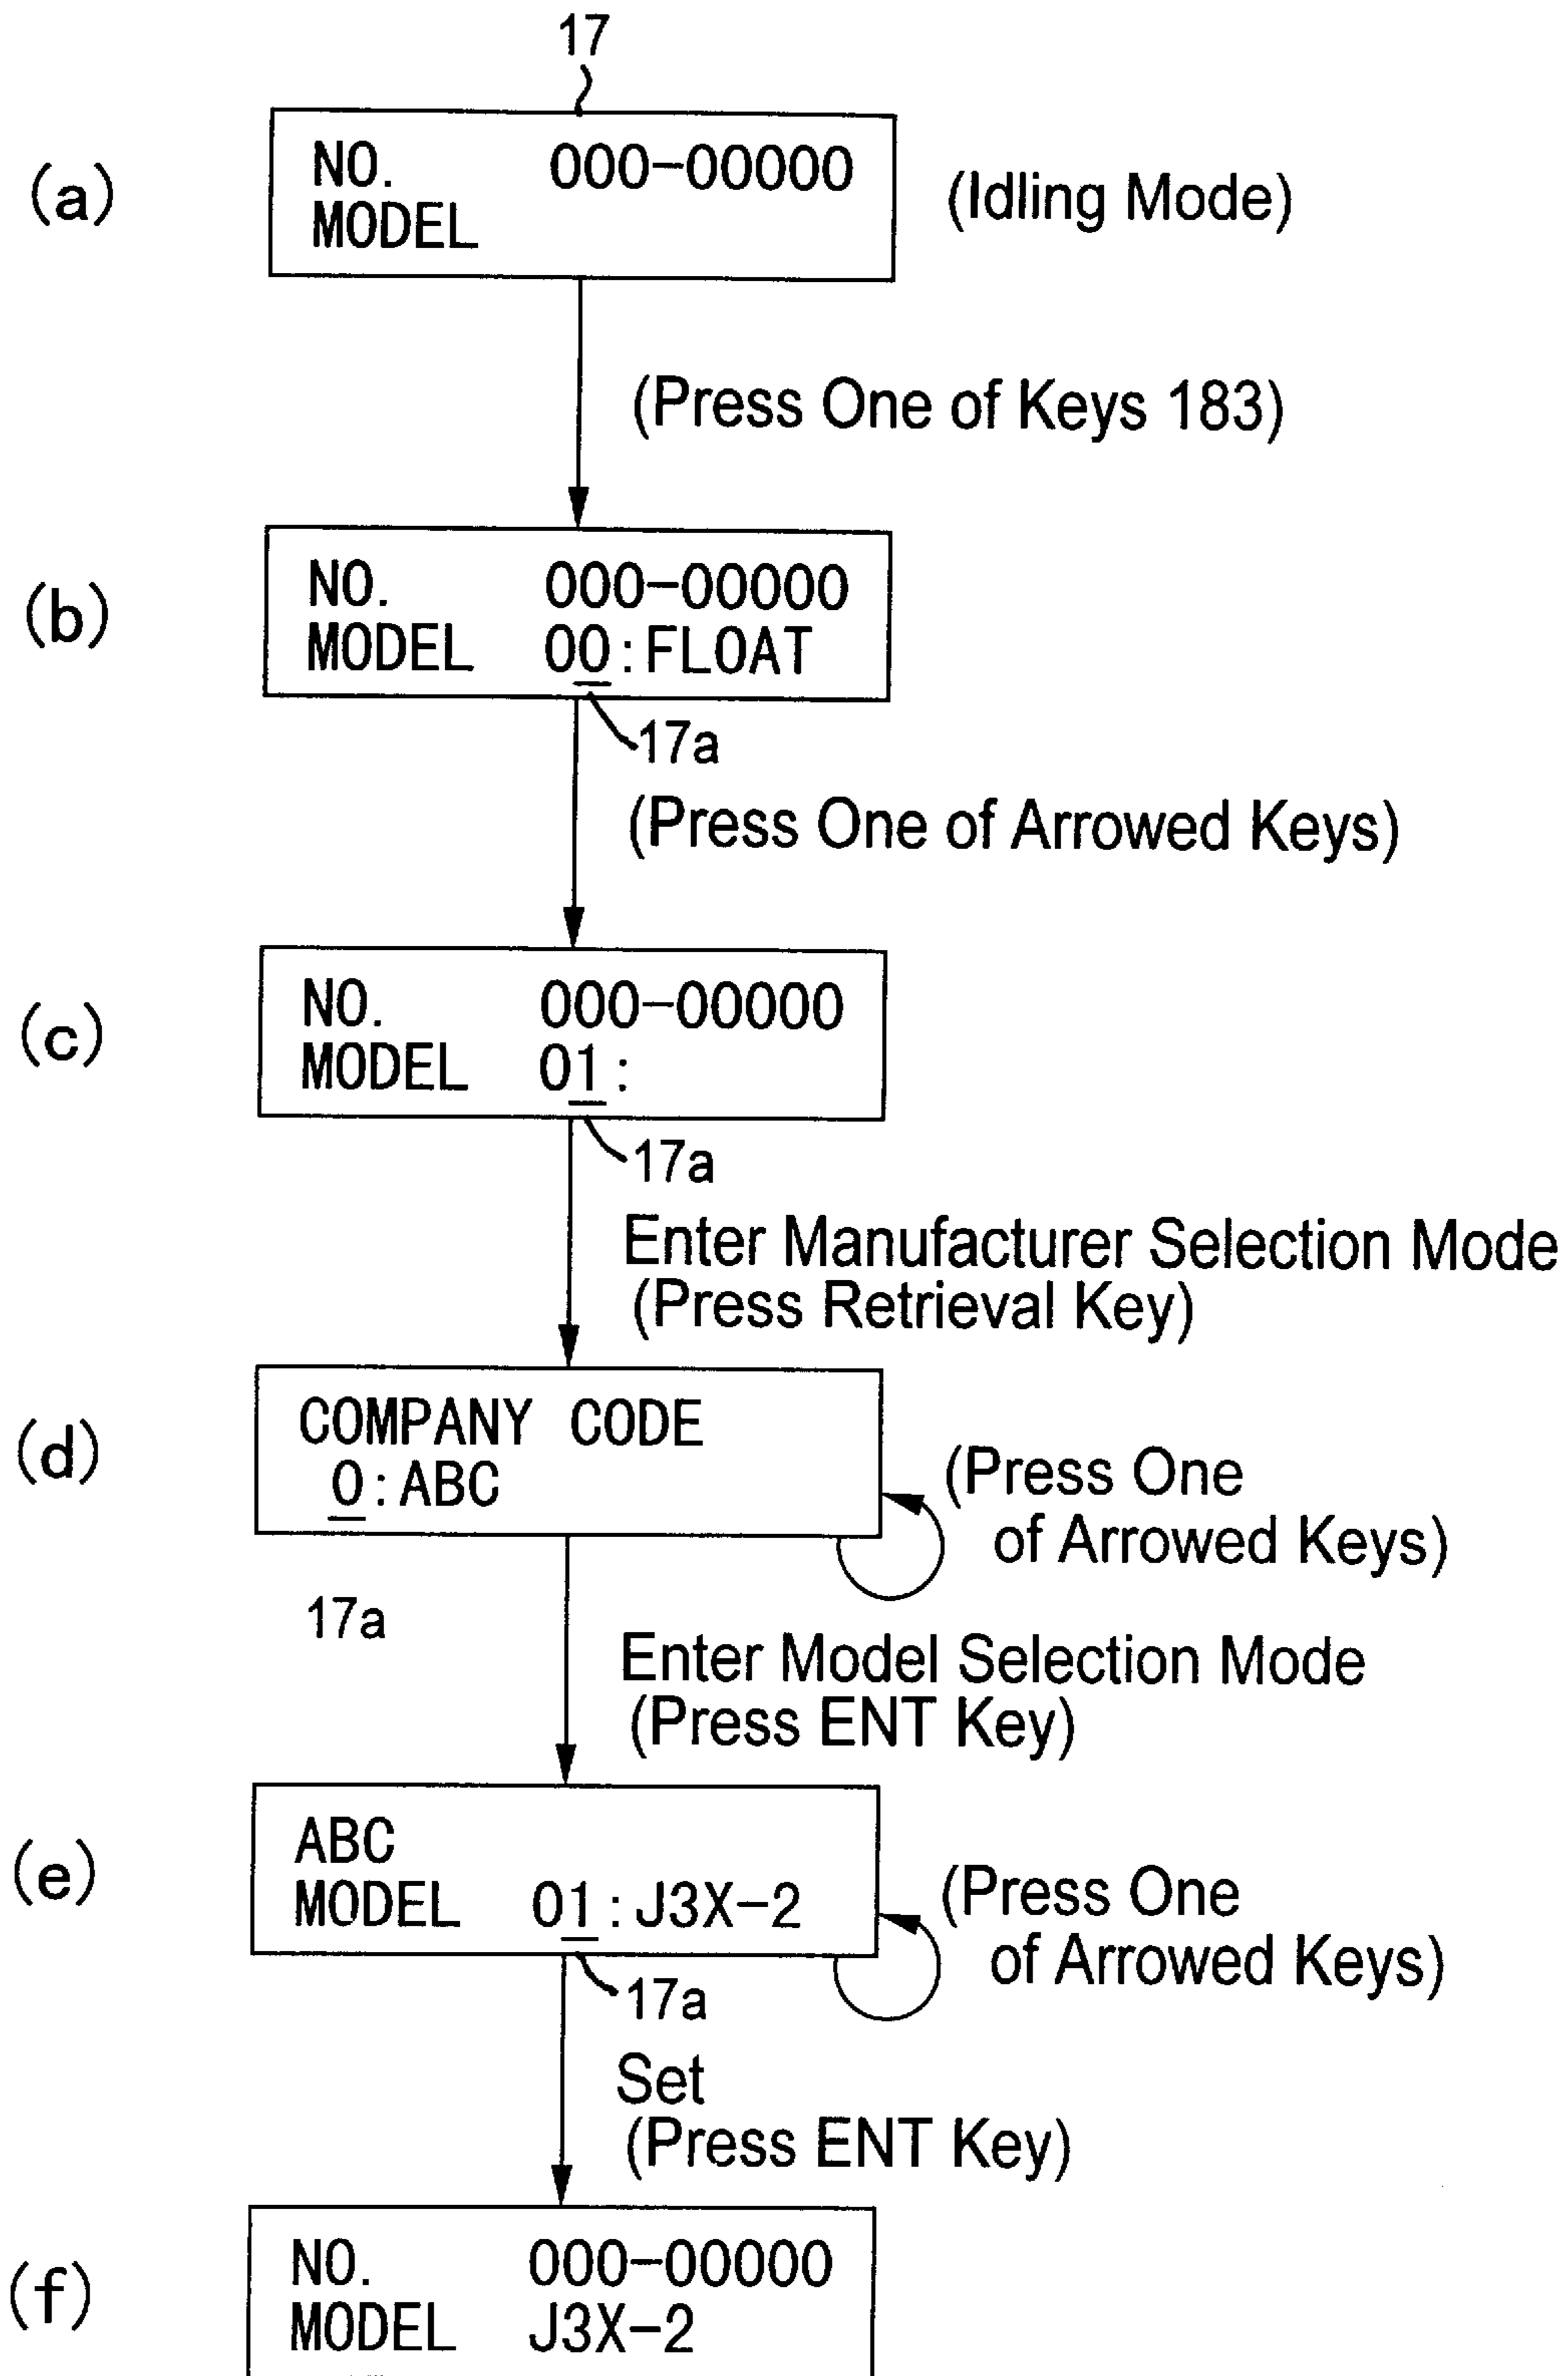 17
(a)
NO. 000-00000
MODEL
(Idling Mode)
(Press One of Keys 183)
(b)
NO. 000-00000
MODEL 00:FLOAT
17a
(Press One of Arrowed Keys)
(c)
NO. 000-00000
MODEL 01:
17a
Enter Manufacturer Selection Mode
(Press Retrieval Key)
(d)
COMPANY CODE
0:ABC
(Press One
of Arrowed Keys)
17a
Enter Model Selection Mode
(Press ENT Key)
(e)
ABC
MODEL 01:J3X-2
(Press One
of Arrowed Keys)
17a
Set
(Press ENT Key)
(f)
NO. 000-00000
MODEL J3X-2